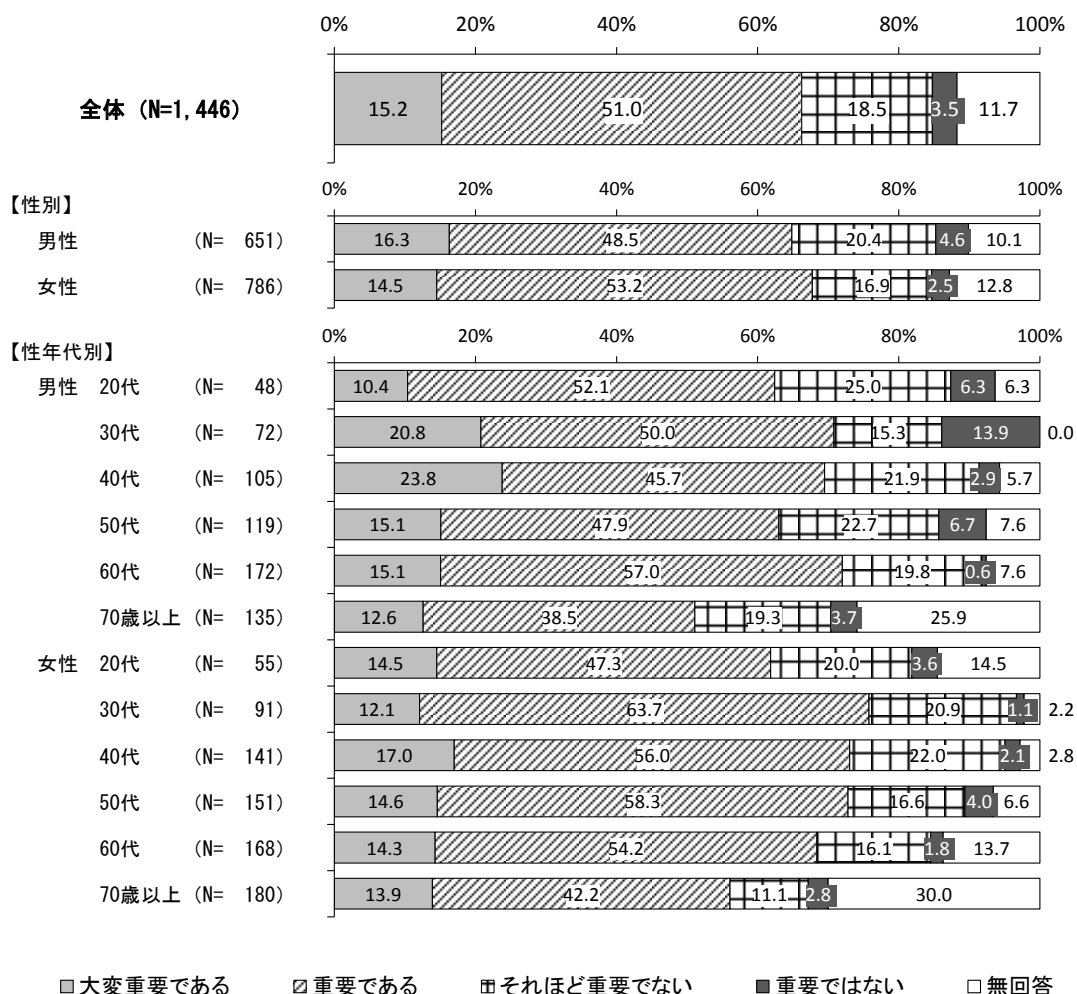 0% 20% 40% 60% 80% 100%
全体 (N=1,446) 15.2 51.0 18.5 3.5 11.7
0% 20% 40% 60% 80% 100%
【性別】
男性 (N= 651) 16.3 48.5 20.4 4.6 10.1
女性 (N= 786) 14.5 53.2 16.9 2.5 12.8
0% 20% 40% 60% 80% 100%
【性年代別】
男性 20代 (N= 48) 10.4 52.1 25.0 6.3 6.3
30代 (N= 72) 20.8 50.0 15.3 13.9 0.0
40代 (N= 105) 23.8 45.7 21.9 2.9 5.7
50代 (N= 119) 15.1 47.9 22.7 6.7 7.6
60代 (N= 172) 15.1 57.0 19.8 0.6 7.6
70歳以上 (N= 135) 12.6 38.5 19.3 3.7 25.9
女性 20代 (N= 55) 14.5 47.3 20.0 3.6 14.5
30代 (N= 91) 12.1 63.7 20.9 1.1 2.2
40代 (N= 141) 17.0 56.0 22.0 2.1 2.8
50代 (N= 151) 14.6 58.3 16.6 4.0 6.6
60代 (N= 168) 14.3 54.2 16.1 1.8 13.7
70歳以上 (N= 180) 13.9 42.2 11.1 2.8 30.0
大変重要である 重要である それほど重要でない 重要ではない 無回答